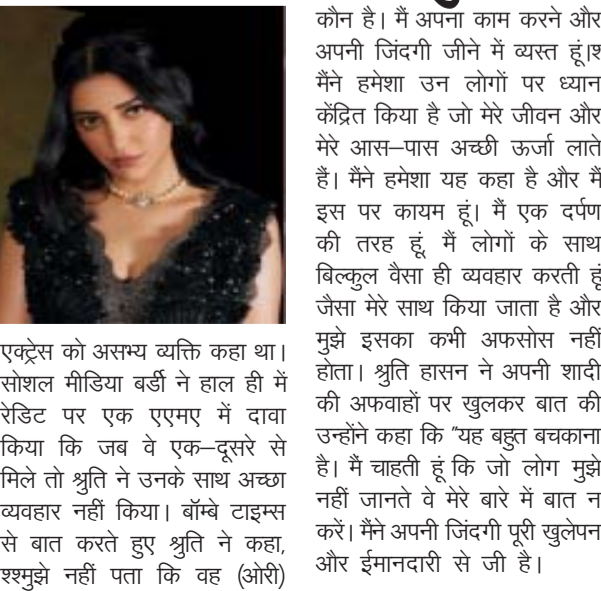 एक्ट्रेस को असभ्य व्यक्ति कहा था।
सोशल मीडिया बर्डी ने हाल ही में
रेडिट पर एक एएमए में दावा
किया कि जब वे एक–दूसरे से
मिले तो श्रुति ने उनके साथ अच्छा
व्यवहार नहीं किया। बॉम्बे टाइम्स
से बात करते हुए श्रुति ने कहा,
श्श्मुझे नहीं पता कि वह (ओरी)
कौन है। मैं अपना काम करने और
अपनी जिंदगी जीने में व्यस्त हूं।श
मैंने हमेशा उन लोगों पर ध्यान
केंद्रित किया है जो मेरे जीवन और
मेरे आस–पास अच्छी ऊर्जा लाते
हैं। मैंने हमेशा यह कहा है और मैं
इस पर कायम हूं। मैं एक दर्पण
की तरह हूं, मैं लोगों के साथ
बिल्कुल वैसा ही व्यवहार करती हूं
जैसा मेरे साथ किया जाता है और
मुझे इसका कभी अफसोस नहीं
होता। श्रुति हासन ने अपनी शादी
की अफवाहों पर खुलकर बात की
उन्होंने कहा कि "यह बहुत बचकाना
है। मैं चाहती हूं कि जो लोग मुझे
नहीं जानते वे मेरे बारे में बात न
करें। मैंने अपनी जिंदगी पूरी खुलेपन
और ईमानदारी से जी है।